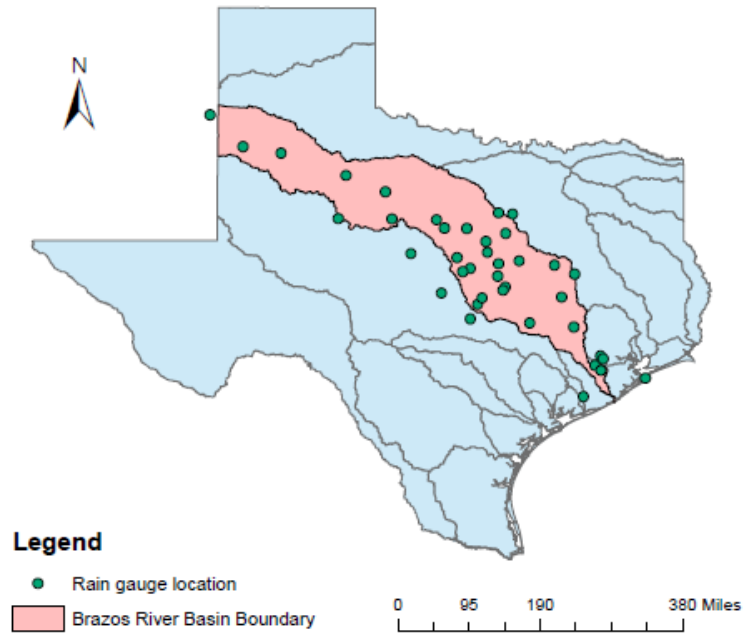 N
Legend
Rain gauge location
Brazos River Basin Boundary
0 95 190 380 Miles